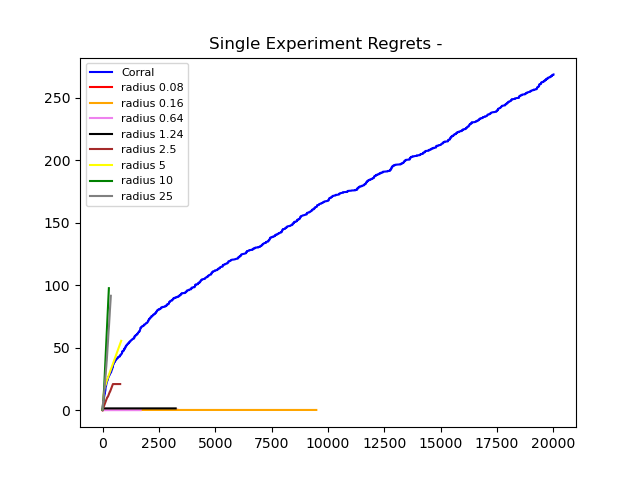 Single Experiment Regrets -
Corral
radius 0.08
radius 0.16
radius 0.64
radius 1.24
radius 2.5
radius 5
radius 10
radius 25
250
200
150
100
50
0
0 2500 5000 7500 10000 12500 15000 17500 20000